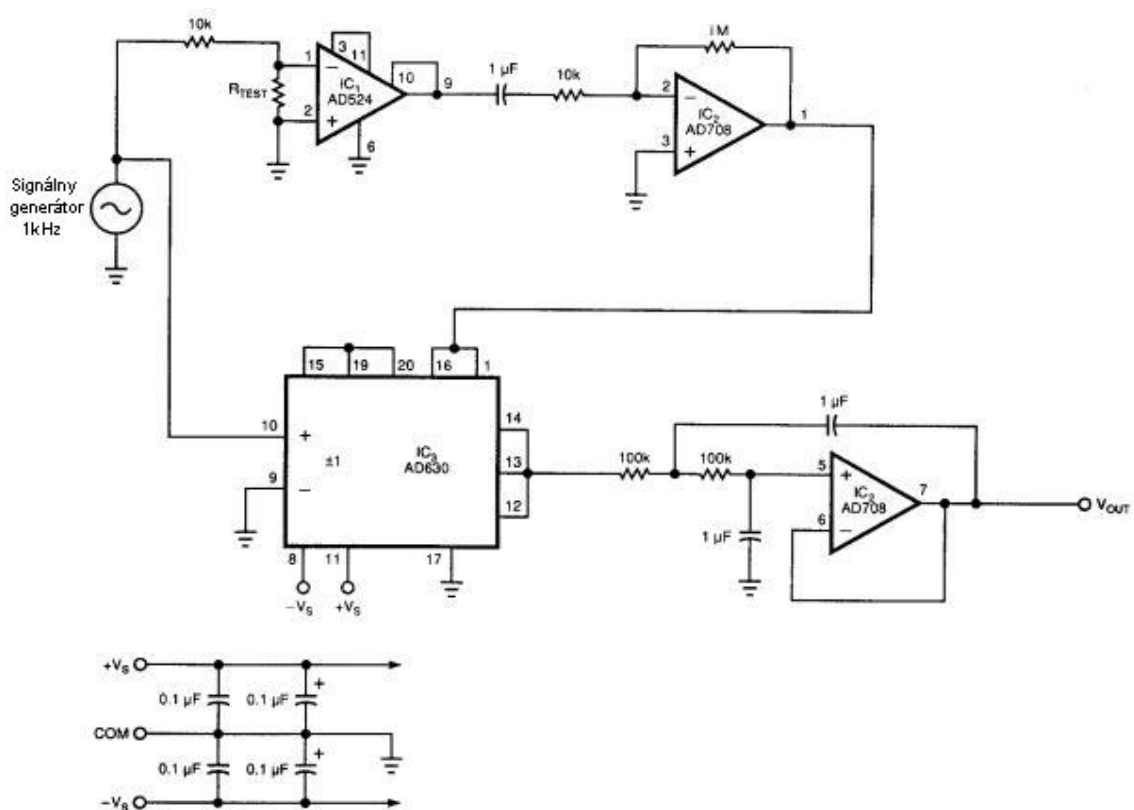 10k
1
3
11
10
9
IC1
AD524
RTEST
2
6
1 µF
10k
1 M
2
IC2
AD708
1
3
Signálny
generátor
1kHz
15
19
20
16
1
10
+
±1
IC3
AD630
14
13
12
9
–
8
11
17
–VS
+VS
100k
100k
1 µF
5
IC2
AD708
7
6
1 µF
VOUT
+VS
0.1 µF
0.1 µF
+
COM
0.1 µF
0.1 µF
+
–VS